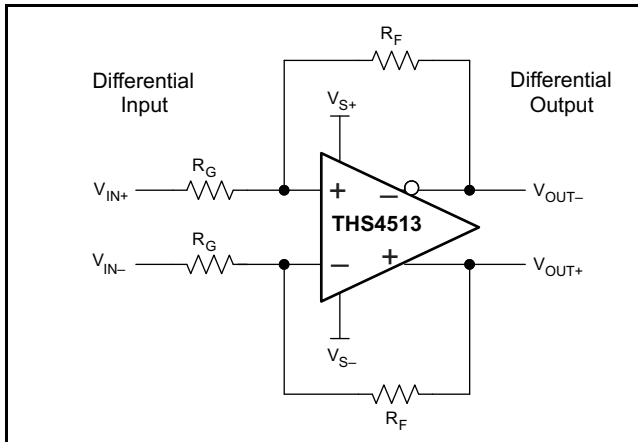 R_F
Differential
Input
Differential
Output
V_S+
R_G
V_IN+
+
−
V_OUT−
THS4513
R_G
V_IN−
−
+
V_OUT+
V_S−
R_F